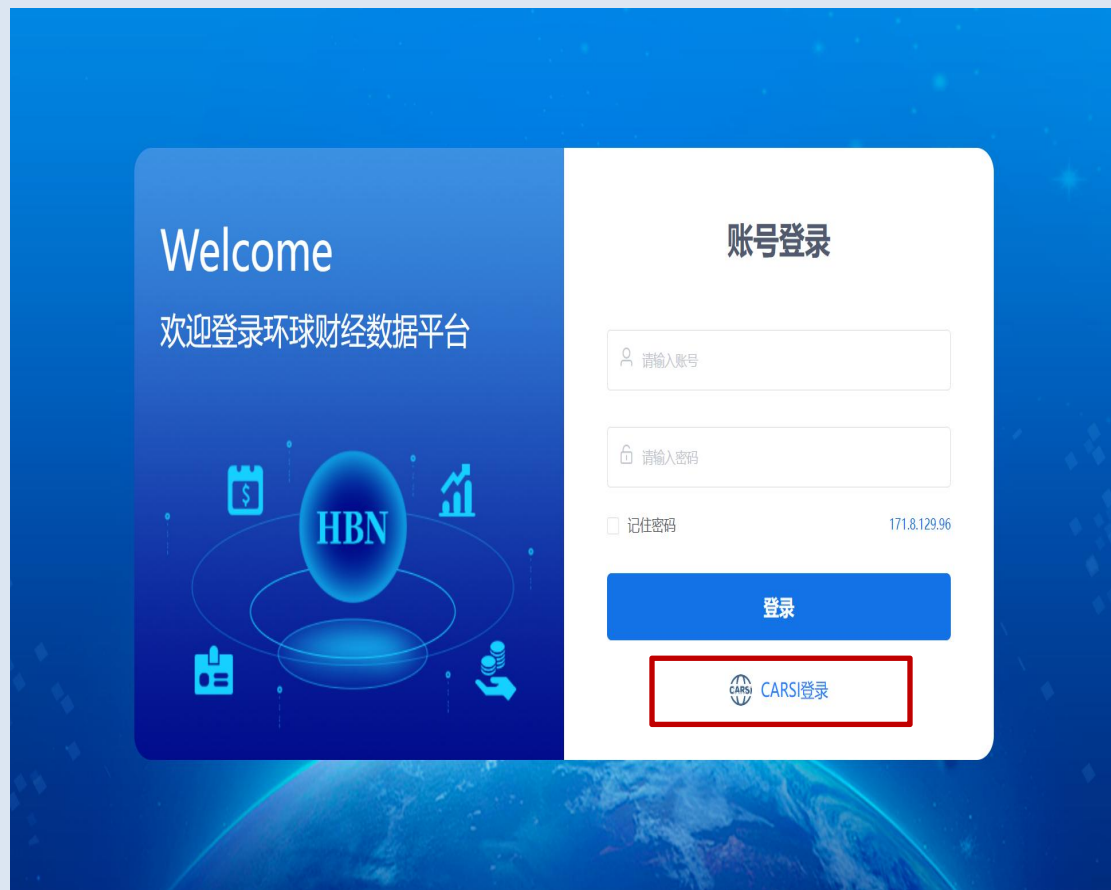 Welcome
欢迎登录环球财经数据平台
$
HBN
账号登录
请输入账号
请输入密码
记住密码
171.8.129.96
登录
CARSI CARSI登录